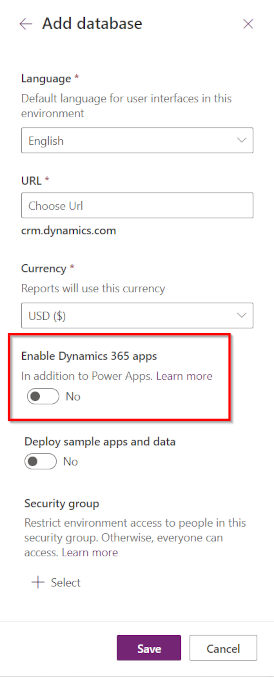 Add database
Language *
Default language for user interfaces in this
environment
English
URL *
Choose Url
crm.dynamics.com
Currency *
Reports will use this currency
USD ($)
Enable Dynamics 365 apps
In addition to Power Apps. Learn more
No
Deploy sample apps and data
No
Security group
Restrict environment access to people in this
security group. Otherwise, everyone can
access. Learn more
Select
Save Cancel